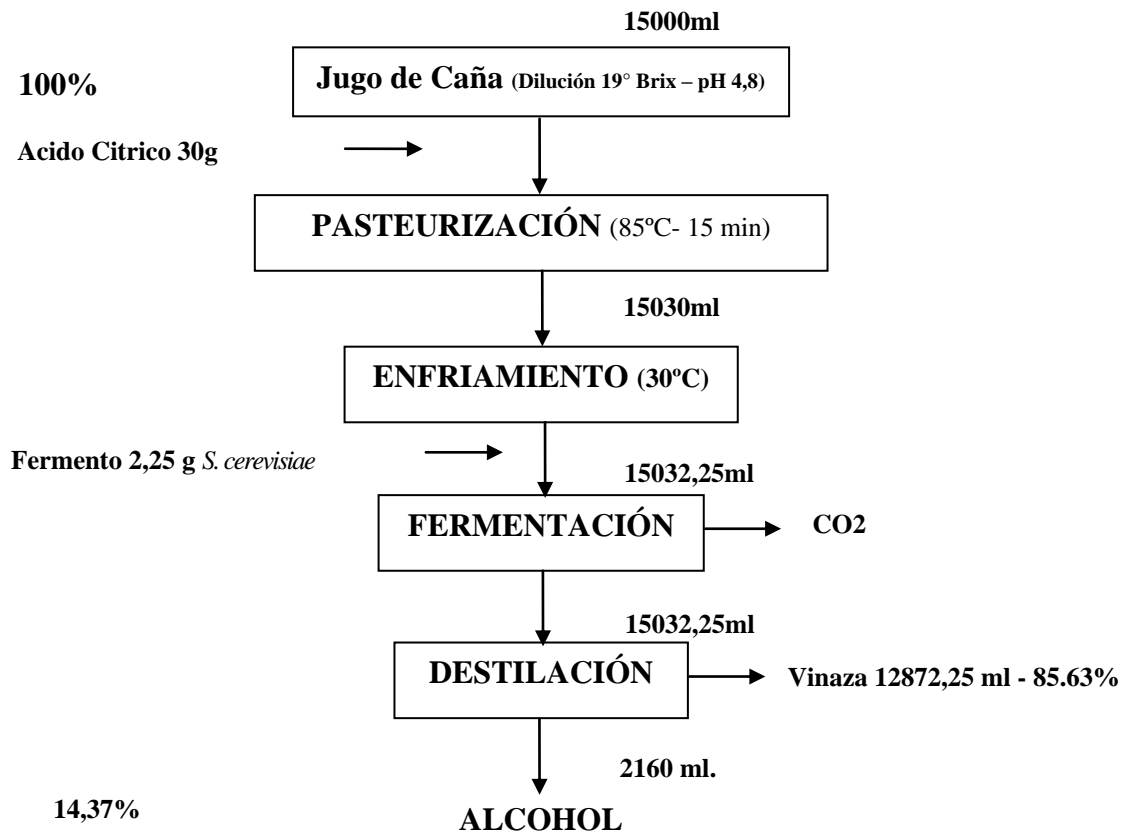 15000ml
100%
Jugo de Caña (Dilución 19° Brix – pH 4,8)
Acido Citrico 30g
PASTEURIZACIÓN (85ºC- 15 min)
15030ml
ENFRIAMIENTO (30ºC)
Fermento 2,25 g S. cerevisiae
15032,25ml
FERMENTACIÓN
CO2
15032,25ml
DESTILACIÓN
Vinaza 12872,25 ml - 85.63%
2160 ml.
14,37%
ALCOHOL